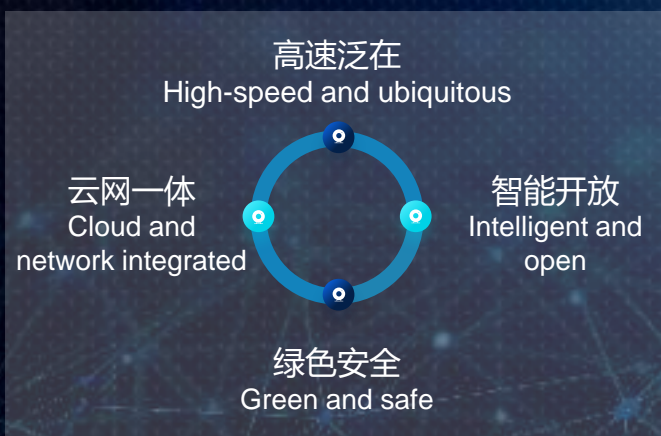 高速泛在
High-speed and ubiquitous
云网一体
Cloud and
network integrated
智能开放
Intelligent and
open
绿色安全
Green and safe